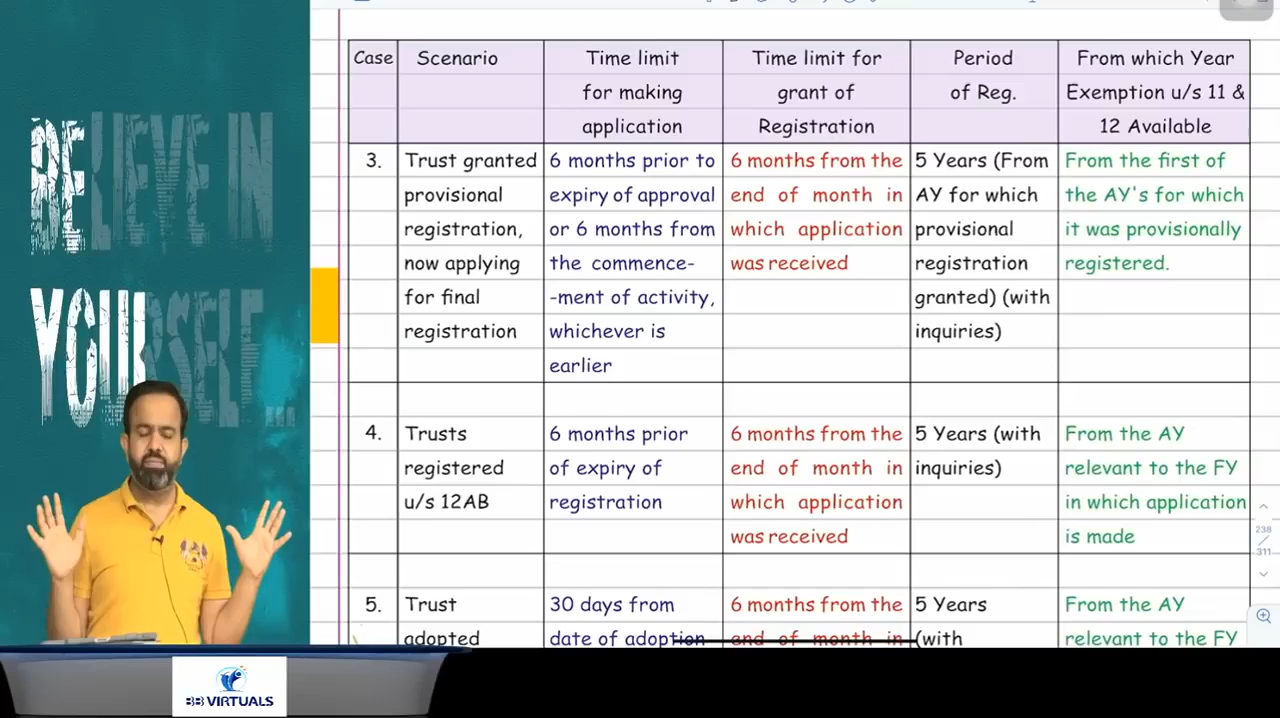 BELIEVE IN
YOURSELF...
Case
Scenario
Time limit
for making
application
Time limit for
grant of
Registration
Period
of Reg.
From which Year
Exemption u/s 11 &
12 Available
3.
Trust granted
provisional
registration,
now applying
for final
registration
6 months prior to
expiry of approval
or 6 months from
the commence-
-ment of activity,
whichever is
earlier
6 months from the
end of month in
which application
was received
5 Years (From
AY for which
provisional
registration
granted) (with
inquiries)
From the first of
the AY's for which
it was provisionally
registered.
4.
Trusts
registered
u/s 12AB
6 months prior
of expiry of
registration
6 months from the
end of month in
which application
was received
5 Years (with
inquiries)
From the AY
relevant to the FY
in which application
is made
238
/
311
5.
Trust
adopted
30 days from
date of adoption
6 months from the
end of month in
5 Years
(with
From the AY
relevant to the FY
BB VIRTUALS